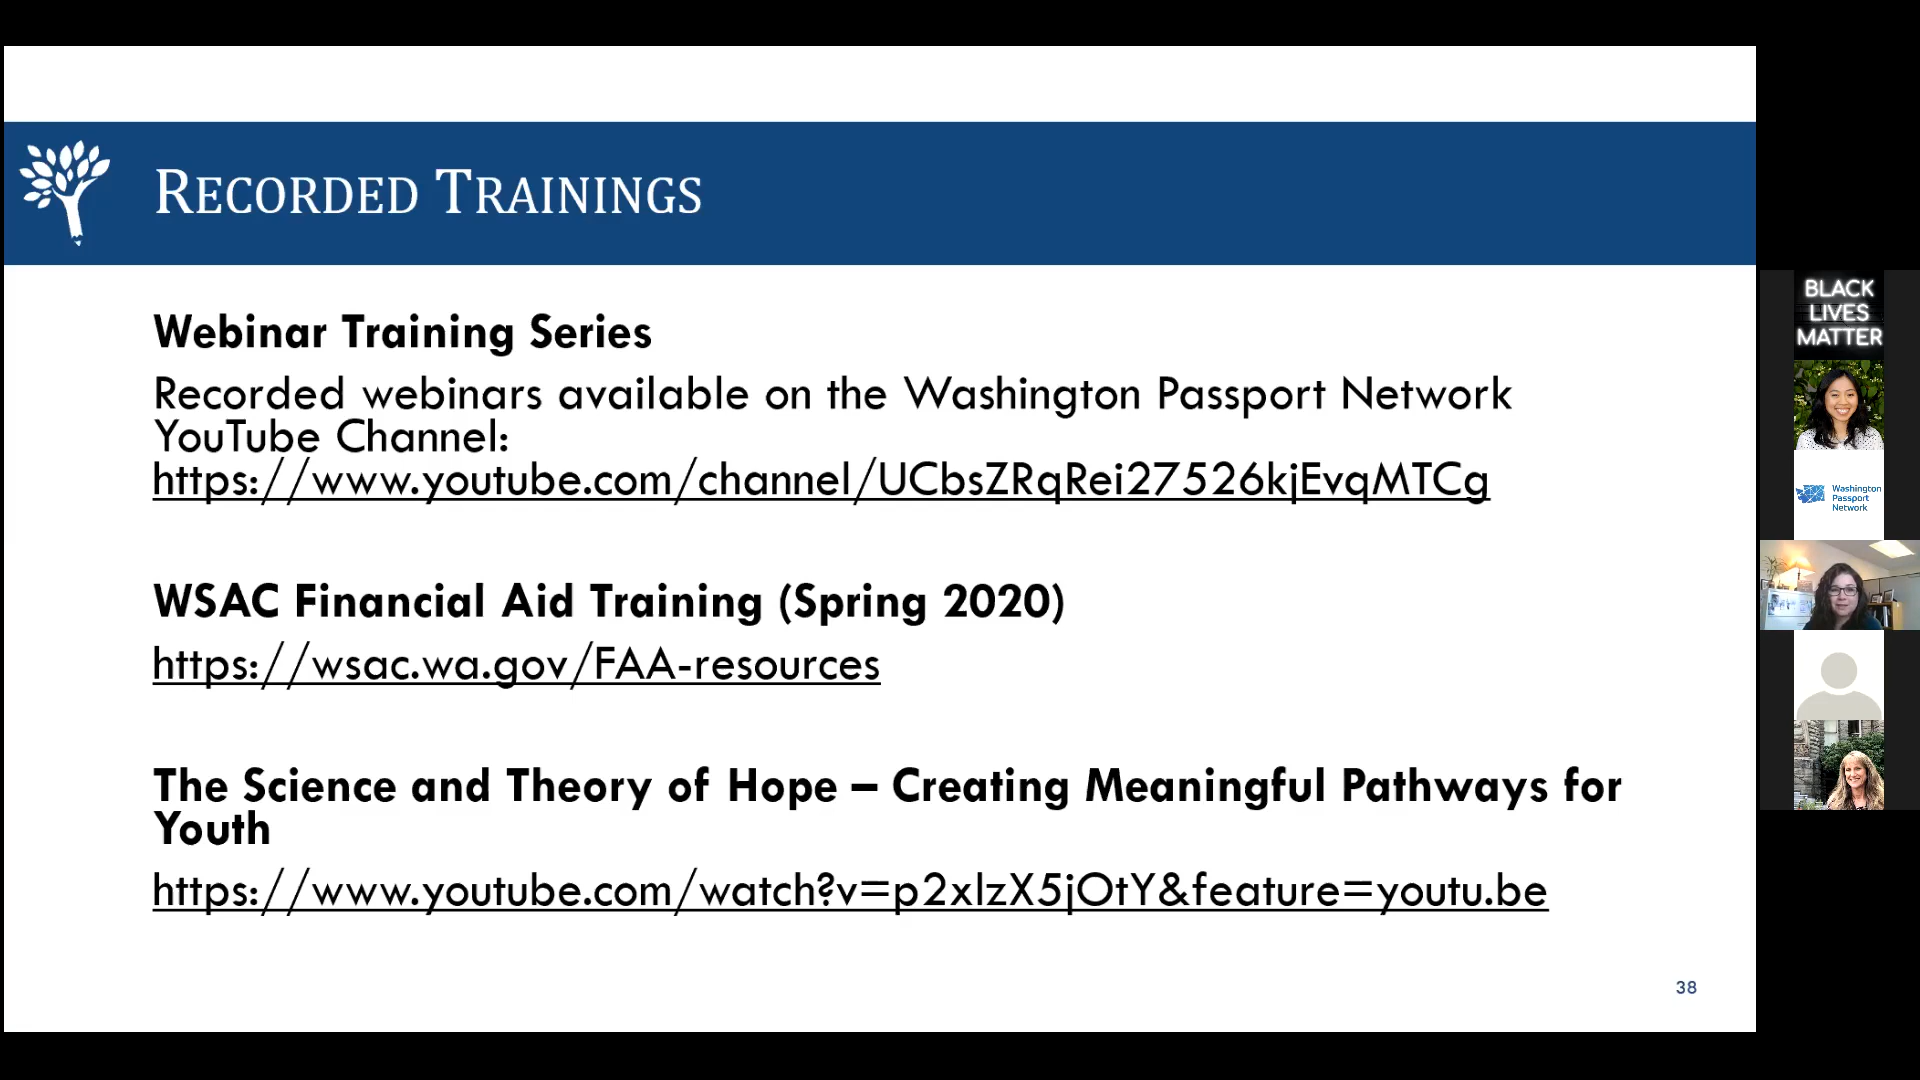 RECORDED TRAININGS
Webinar Training Series
Recorded webinars available on the Washington Passport Network
YouTube Channel:
https://www.youtube.com/channel/UCbsZRqRei27526kjEvqMTCg
WSAC Financial Aid Training (Spring 2020)
https://wsac.wa.gov/FAA-resources
The Science and Theory of Hope – Creating Meaningful Pathways for
Youth
https://www.youtube.com/watch?v=p2xlzX5jOtY&feature=youtu.be
38
BLACK
LIVES
MATTER
Washington
Passport
Network